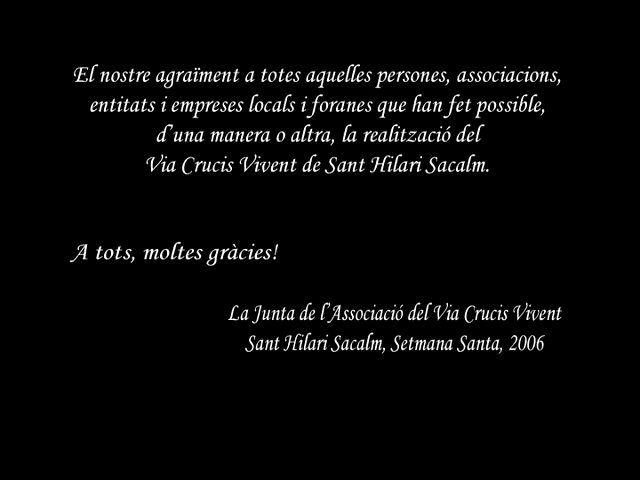 El nostre agraïment a totes aquelles persones, associacions,
entitats i empreses locals i foranes que han fet possible,
d'una manera o altra, la realització del
Via Crucis Vivent de Sant Hilari Sacalm.
A tots, moltes gràcies!
La Junta de l'Associació del Via Crucis Vivent
Sant Hilari Sacalm, Setmana Santa, 2006